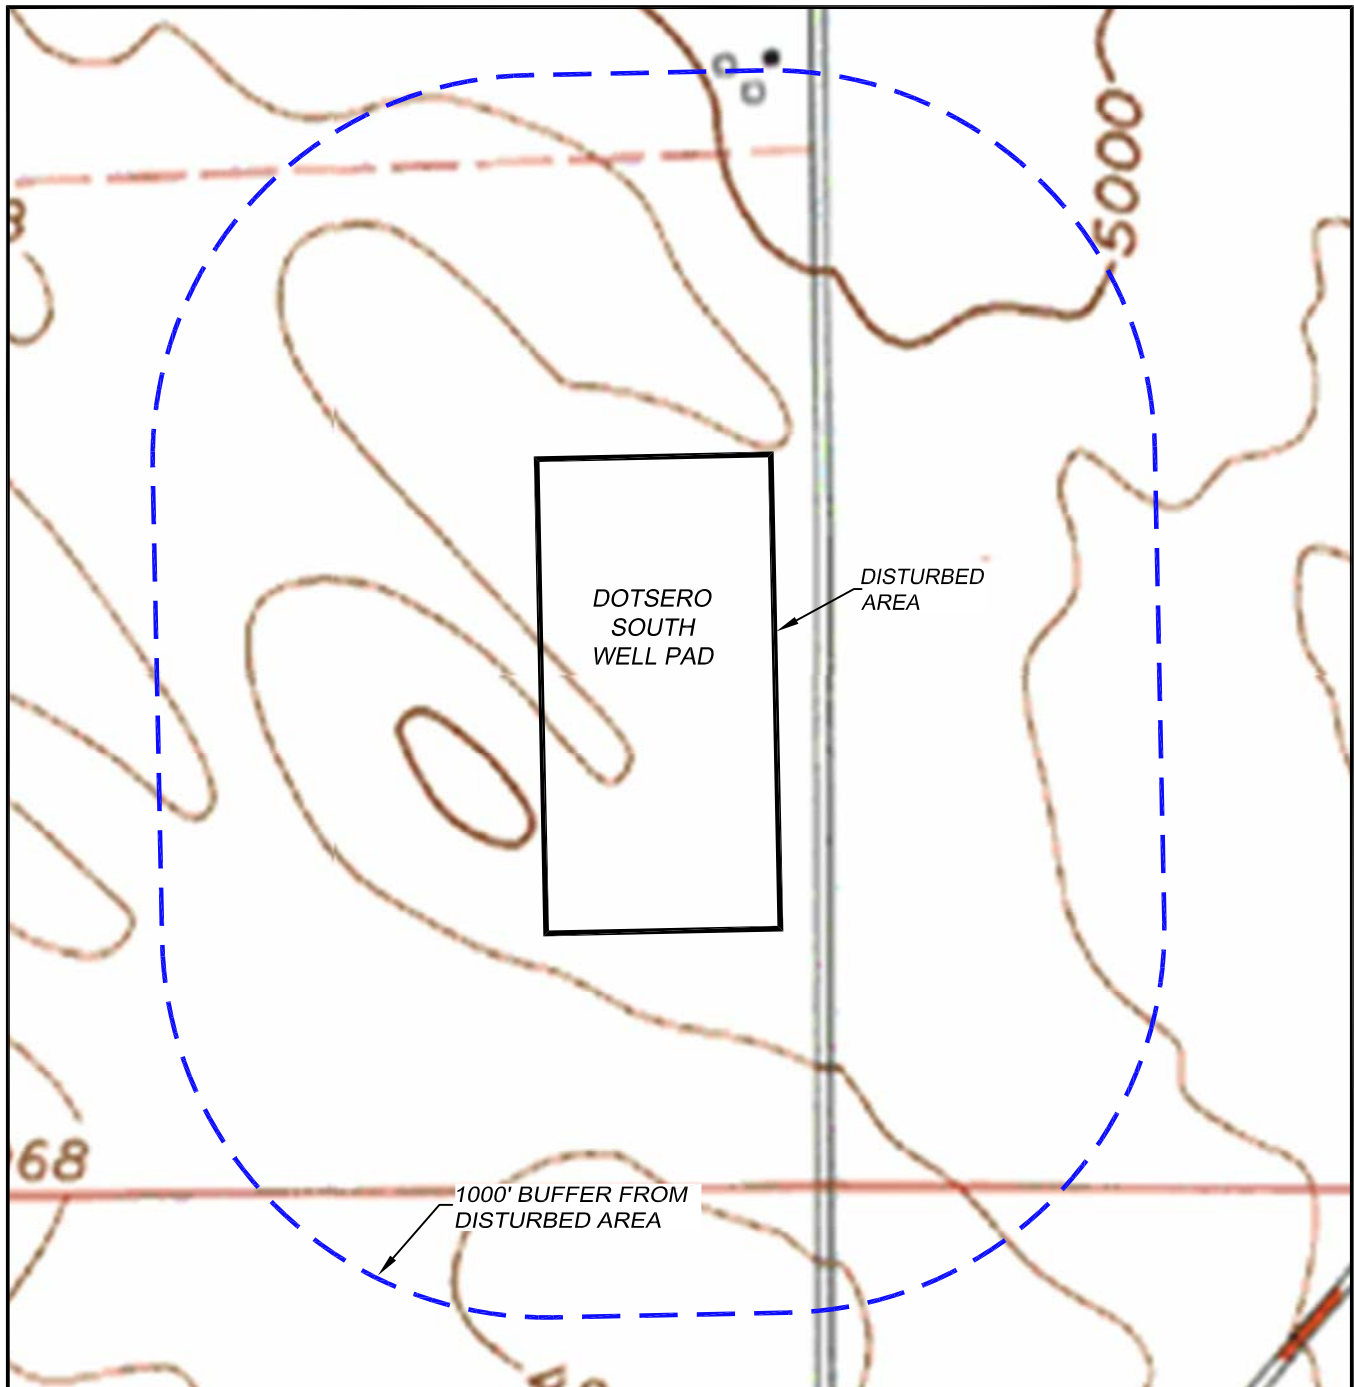 5000
DOTSERO
SOUTH
WELL PAD
DISTURBED
AREA
68
1000' BUFFER FROM
DISTURBED AREA